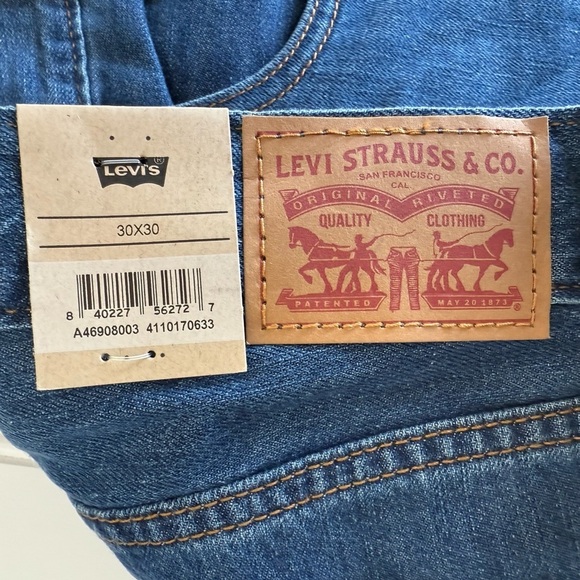 Levi's®
30X30
8 40227 56272 7
A46908003 4110170633
LEVI STRAUSS & CO.
SAN FRANCISCO
CAL
ORIGINAL RIVETED
QUALITY CLOTHING
PATENTED MAY 20 1873
®